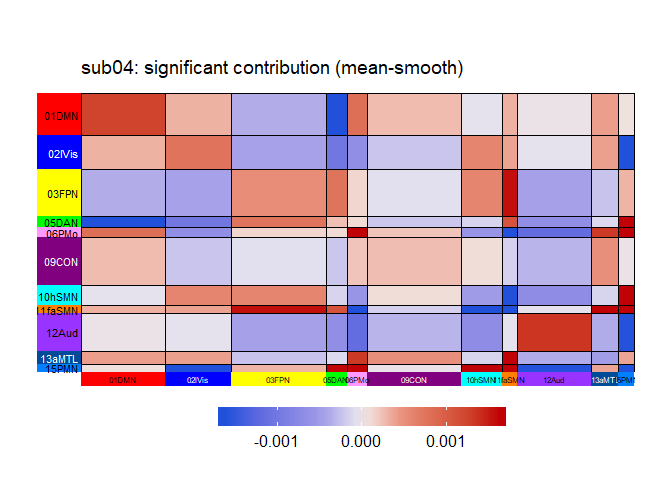 sub04: significant contribution (mean-smooth)
01DMN
02lVis
03FPN
05DAN
06PMo
09CON
10hSMN
11faSMN
12Aud
13aMTL
15PMN
01DMN 02lVis 03FPN 05DAN 06PMo 09CON 10hSMN 11faSMN 12Aud 13aMTL 15PMN
-0.001 0.000 0.001